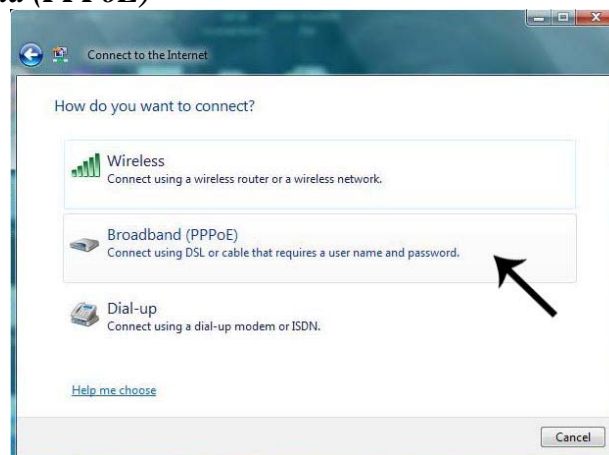 (PPPoE)
Connect to the Internet
How do you want to connect?
Wireless
Connect using a wireless router or a wireless network.
Broadband (PPPoE)
Connect using DSL or cable that requires a user name and password.
Dial-up
Connect using a dial-up modem or ISDN.
Help me choose
Cancel